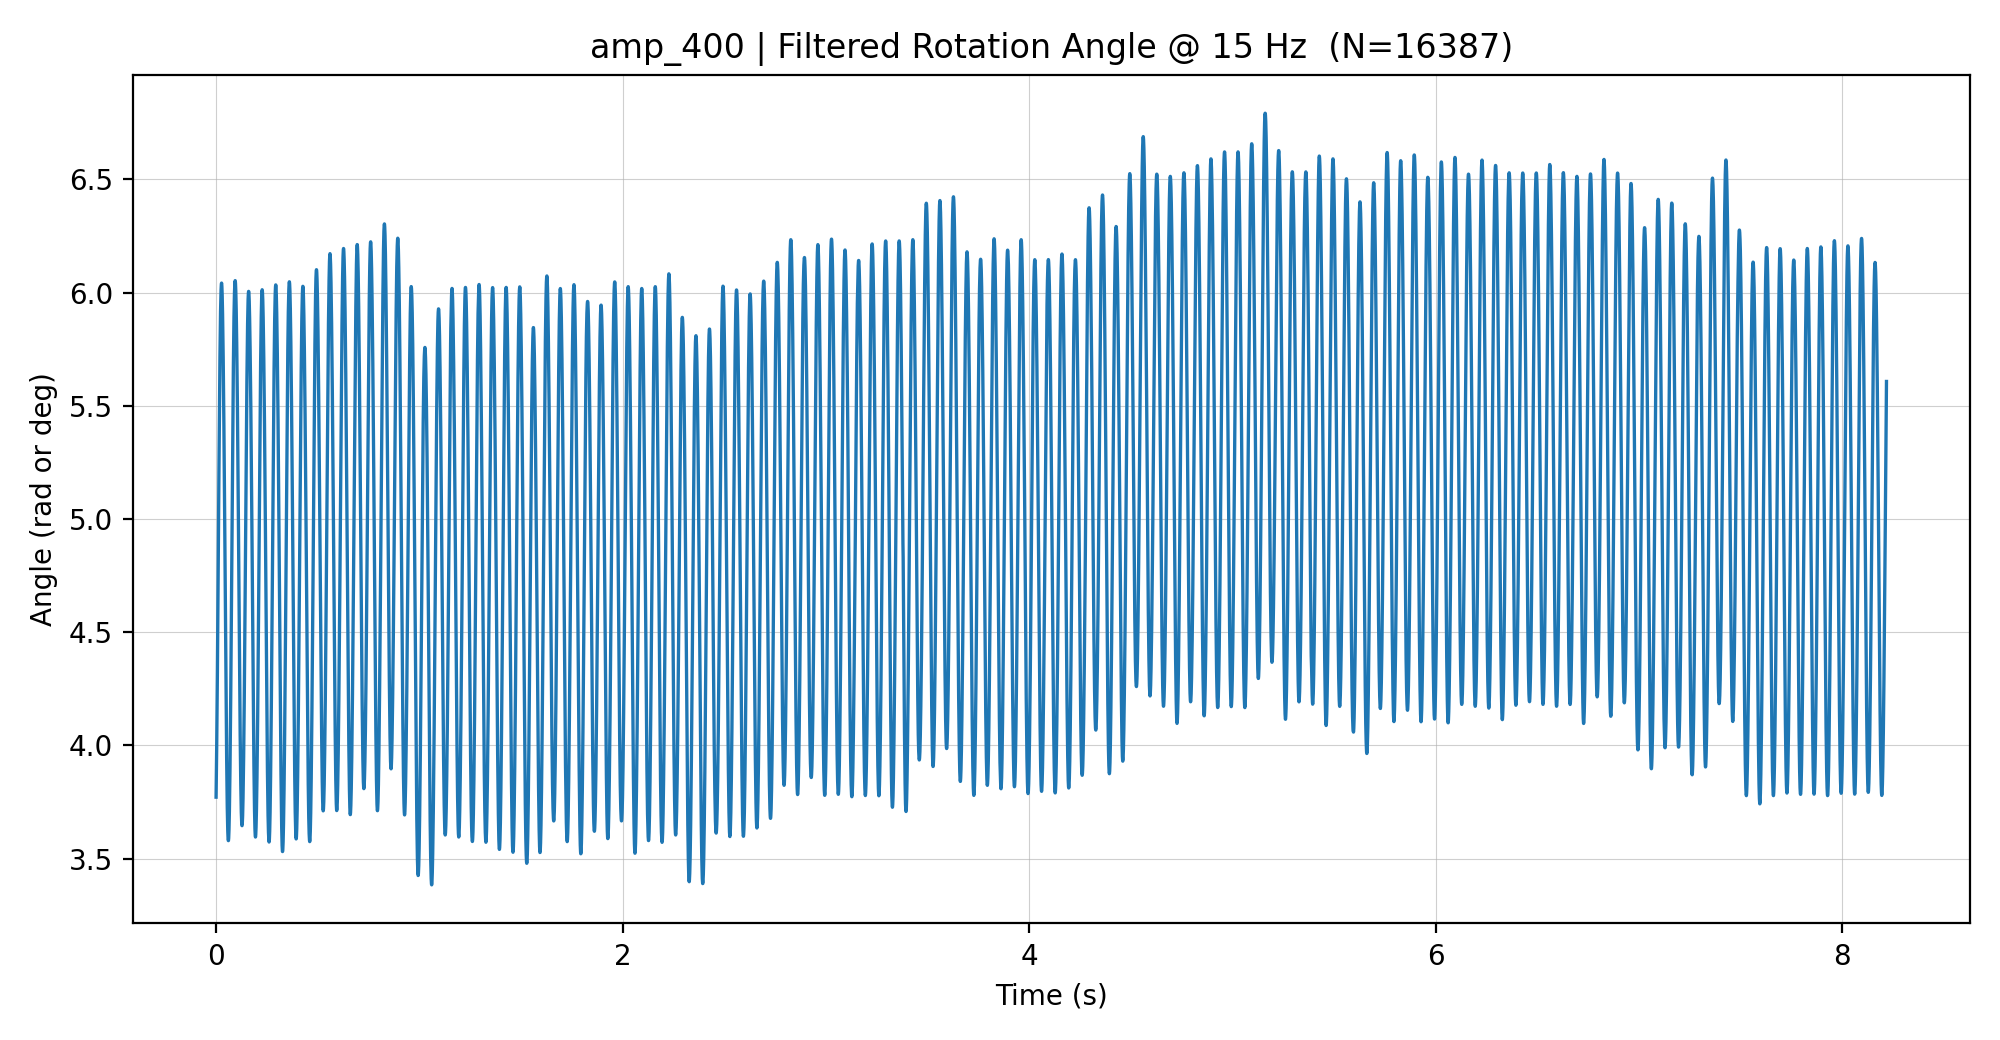 amp_400 | Filtered Rotation Angle @ 15 Hz  (N=16387)
Angle (rad or deg)
6.5
6.0
5.5
5.0
4.5
4.0
3.5
0 2 4 6 8
Time (s)